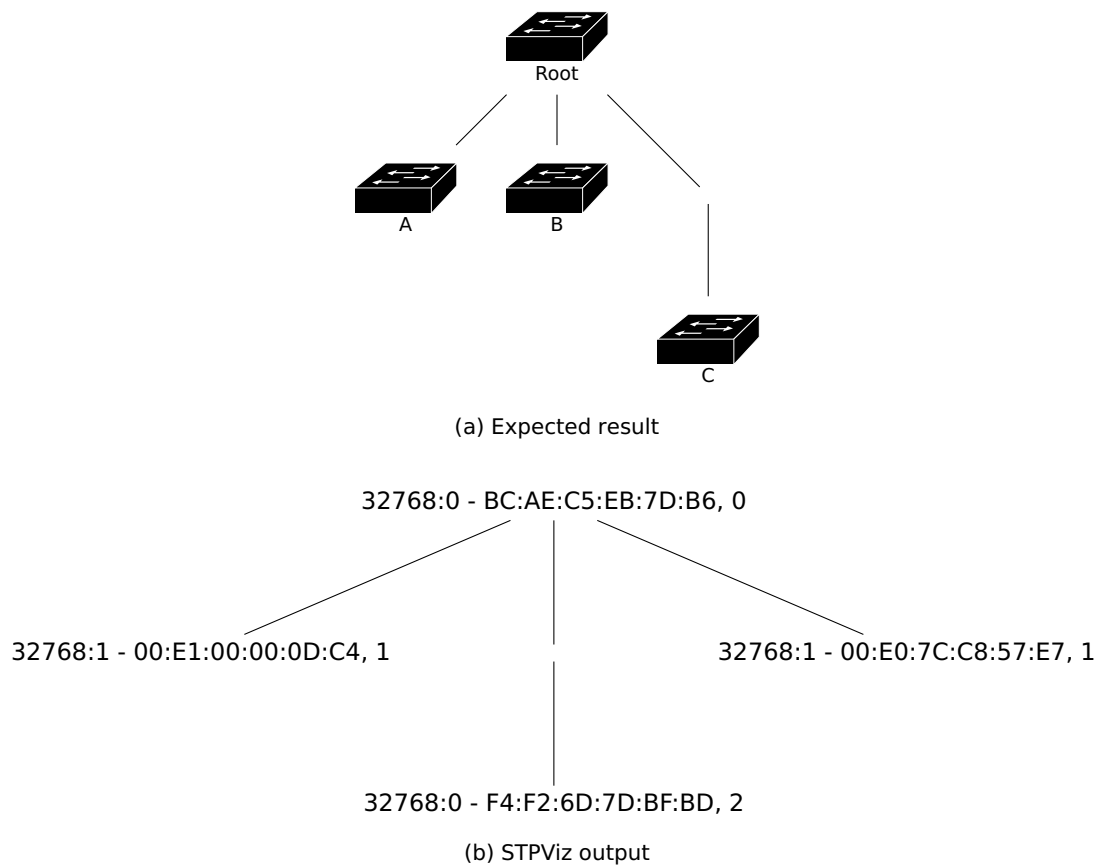 Root
A
B
C
(a) Expected result
32768:0 - BC:AE:C5:EB:7D:B6, 0
32768:1 - 00:E1:00:00:0D:C4, 1
32768:1 - 00:E0:7C:C8:57:E7, 1
32768:0 - F4:F2:6D:7D:BF:BD, 2
(b) STPViz output